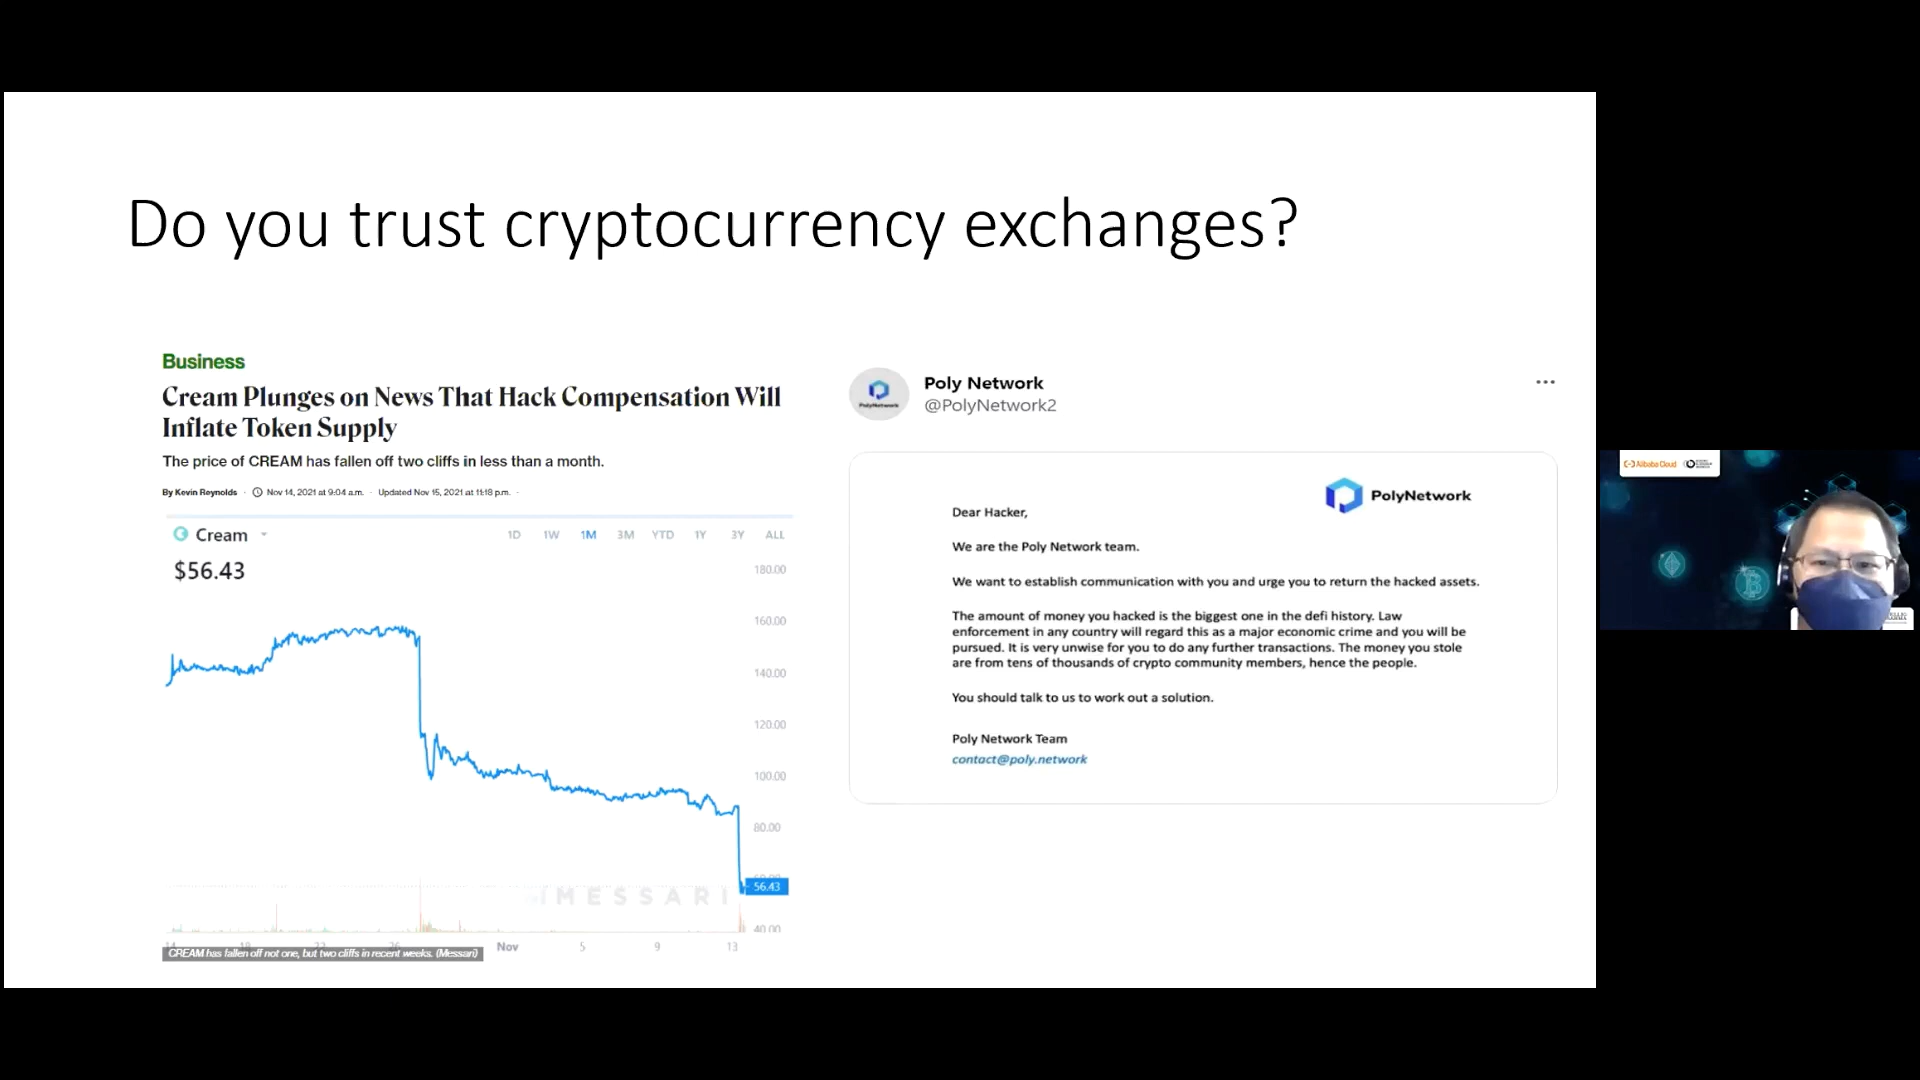 Do you trust cryptocurrency exchanges?
Business
Cream Plunges on News That Hack Compensation Will
Inflate Token Supply
The price of CREAM has fallen off two cliffs in less than a month.
By Kevin Reynolds · Nov 14, 2021 at 9:04 a.m. · Updated Nov 15, 2021 at 11:18 p.m. ·
Cream
1D 1W 1M 3M YTD 1Y 3Y ALL
$56.43
180.00
160.00
140.00
120.00
100.00
80.00
56.43
MESSARI
40.00
14 18 22 26 Nov 5 9 13
CREAM has fallen off not one, but two cliffs in recent weeks. (Messari)
Poly Network
@PolyNetwork2
PolyNetwork
Dear Hacker,
We are the Poly Network team.
We want to establish communication with you and urge you to return the hacked assets.
The amount of money you hacked is the biggest one in the defi history. Law
enforcement in any country will regard this as a major economic crime and you will be
pursued. It is very unwise for you to do any further transactions. The money you stole
are from tens of thousands of crypto community members, hence the people.
You should talk to us to work out a solution.
Poly Network Team
contact@poly.network
Alibaba Cloud